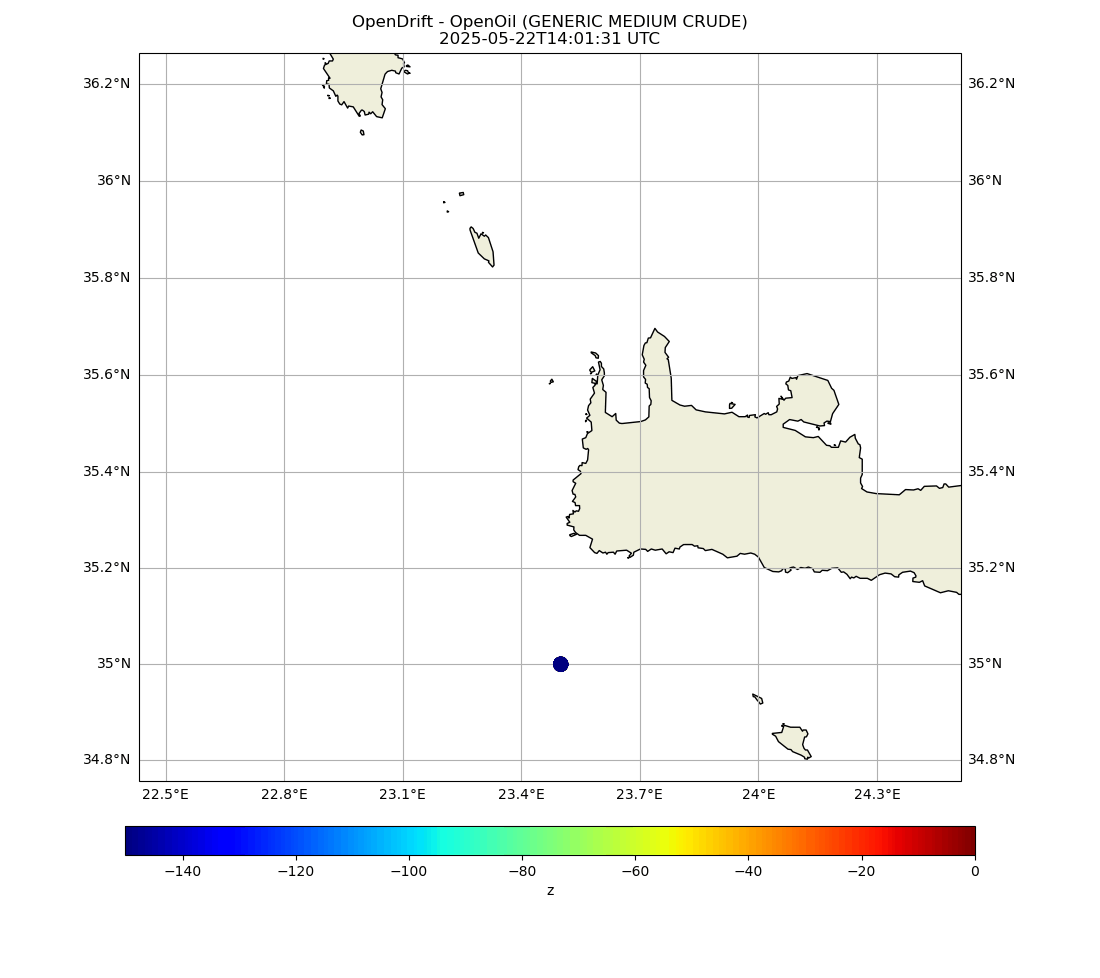 OpenDrift - OpenOil (GENERIC MEDIUM CRUDE)
2025-05-22T14:01:31 UTC
36.2°N 36.2°N
36°N 36°N
35.8°N 35.8°N
35.6°N 35.6°N
35.4°N 35.4°N
35.2°N 35.2°N
35°N 35°N
34.8°N 34.8°N
22.5°E 22.8°E 23.1°E 23.4°E 23.7°E 24°E 24.3°E
−140 −120 −100 −80 −60 −40 −20 0
z